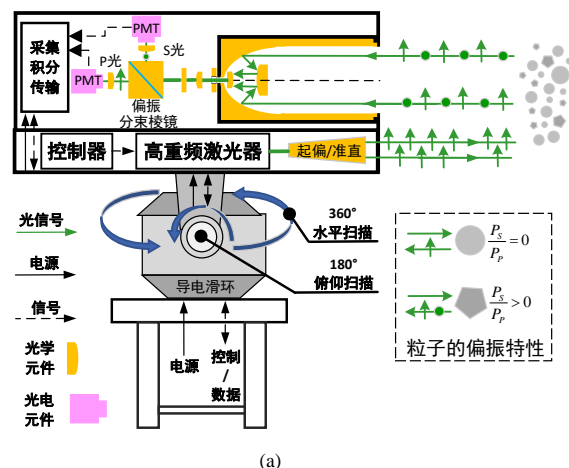 PMT
采集
积分
传输
P光
S光
PMT
偏振
分束棱镜
控制器
高重频激光器
起偏/准直
光信号
电源
信号
光学
元件
光电
元件
360°
水平扫描
180°
俯仰扫描
导电滑环
电源
控制
/
数据
P_S/P_P=0
P_S/P_P>0
粒子的偏振特性
(a)